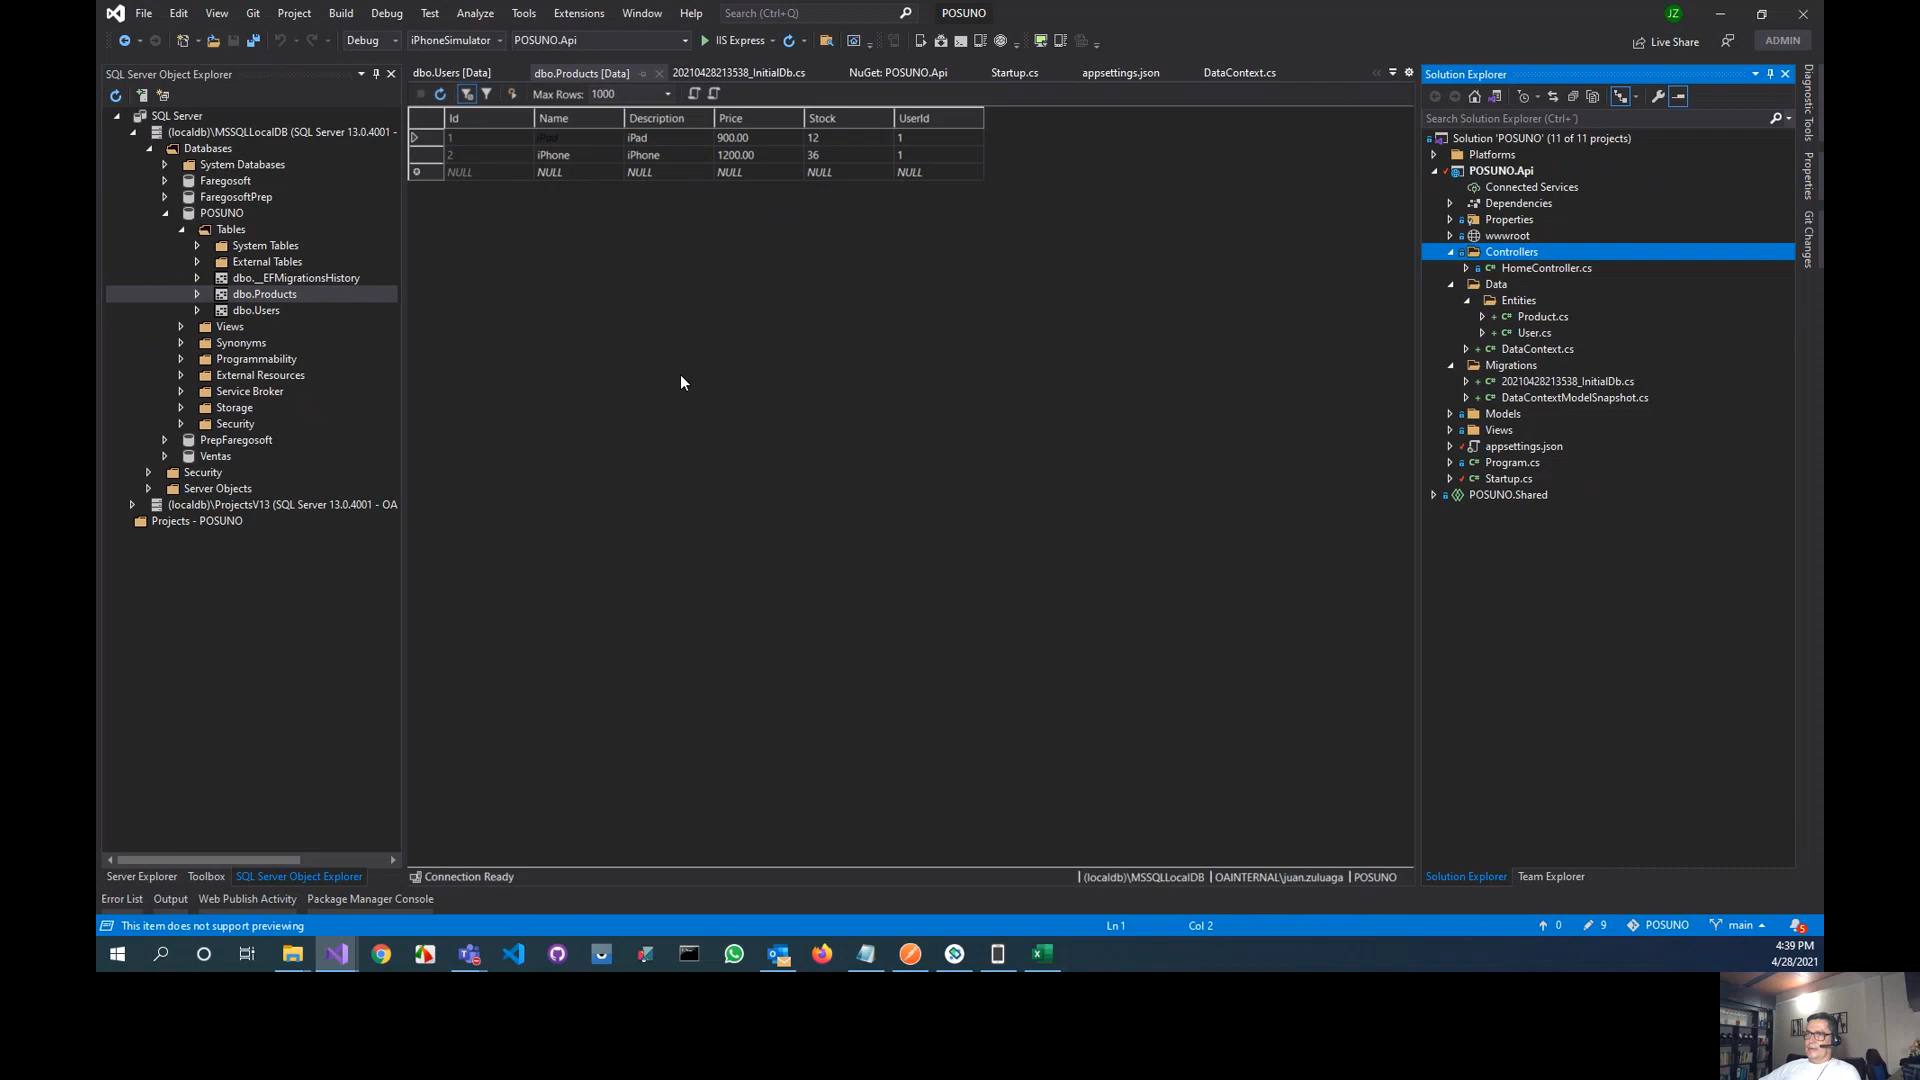 File Edit View Git Project Build Debug Test Analyze Tools Extensions Window Help Search (Ctrl+Q) POSUNO JZ
Debug iPhoneSimulator POSUNO.Api IIS Express Live Share ADMIN
SQL Server Object Explorer
SQL Server
(localdb)\MSSQLLocalDB (SQL Server 13.0.4001 -
Databases
System Databases
Faregosoft
FaregosoftPrep
POSUNO
Tables
System Tables
External Tables
dbo.__EFMigrationsHistory
dbo.Products
dbo.Users
Views
Synonyms
Programmability
External Resources
Service Broker
Storage
Security
PrepFaregosoft
Ventas
Security
Server Objects
(localdb)\ProjectsV13 (SQL Server 13.0.4001 - OA
Projects - POSUNO
Server Explorer Toolbox SQL Server Object Explorer
dbo.Users [Data] dbo.Products [Data] 20210428213538_InitialDb.cs NuGet: POSUNO.Api Startup.cs appsettings.json DataContext.cs
Max Rows: 1000
Id Name Description Price Stock UserId
1 iPad iPad 900.00 12 1
2 iPhone iPhone 1200.00 36 1
NULL NULL NULL NULL NULL NULL
Connection Ready (localdb)\MSSQLLocalDB OAINTERNAL\juan.zuluaga POSUNO
Solution Explorer
Search Solution Explorer (Ctrl+´)
Solution 'POSUNO' (11 of 11 projects)
Platforms
POSUNO.Api
Connected Services
Dependencies
Properties
wwwroot
Controllers
HomeController.cs
Data
Entities
Product.cs
User.cs
DataContext.cs
Migrations
20210428213538_InitialDb.cs
DataContextModelSnapshot.cs
Models
Views
appsettings.json
Program.cs
Startup.cs
POSUNO.Shared
Solution Explorer Team Explorer
Diagnostic Tools
Properties
Git Changes
Error List Output Web Publish Activity Package Manager Console
This item does not support previewing Ln 1 Col 2 0 9 POSUNO main 5
4:39 PM
4/28/2021